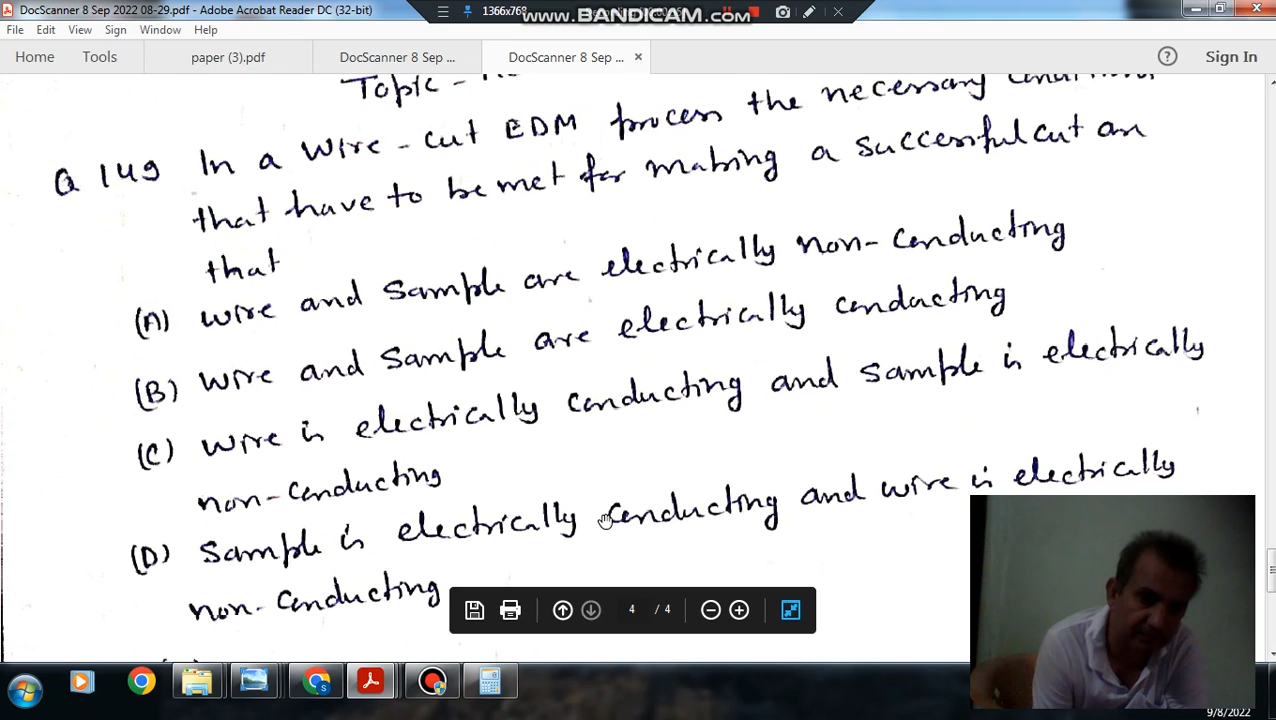 DocScanner 8 Sep 2022 08-29.pdf - Adobe Acrobat Reader DC (32-bit)
1366x768
www.BANDICAM.com
File Edit View Sign Window Help
Home Tools paper (3).pdf DocScanner 8 Sep ... DocScanner 8 Sep ... × Sign In
Topic -
Q 149 In a wire-cut EDM process the necessary
that have to be met for making a successful cut an
that
(A) wire and sample are electrically non-conducting
(B) wire and sample are electrically conducting
(C) wire is electrically conducting and sample is electrically
non-conducting
(D) sample is electrically conducting and wire is electrically
non-conducting
4 / 4
9/8/2022